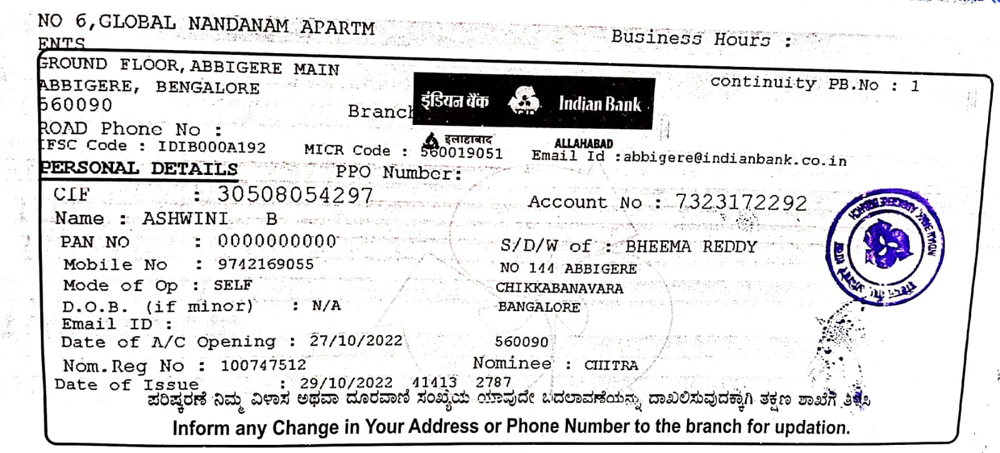 NO 6,GLOBAL NANDANAM APARTM
ENTS
Business Hours :
GROUND FLOOR,ABBIGERE MAIN
ABBIGERE, BENGALORE
continuity PB.No : 1
560090
Branch
इंडियन बैंक Indian Bank
ROAD Phone No :
इलाहाबाद ALLAHABAD
IFSC Code : IDIB000A192 MICR Code : 560019051 Email Id :abbigere@indianbank.co.in
PERSONAL DETAILS PPO Number:
CIF : 30508054297 Account No : 7323172292
Name : ASHWINI B
PAN NO : 0000000000 S/D/W of : BHEEMA REDDY
Mobile No : 9742169055 NO 144 ABBIGERE
Mode of Op : SELF CHIKKABANAVARA
D.O.B. (if minor) : N/A BANGALORE
Email ID :
Date of A/C Opening : 27/10/2022 560090
Nom.Reg No : 100747512 Nominee : CHITRA
Date of Issue : 29/10/2022 41413 2787
ಪರಿಷ್ಕರಣೆ ನಿಮ್ಮ ವಿಳಾಸ ಅಥವಾ ದೂರವಾಣಿ ಸಂಖ್ಯೆಯ ಯಾವುದೇ ಬದಲಾವಣೆಯನ್ನು ದಾಖಲಿಸುವುದಕ್ಕಾಗಿ ತಕ್ಷಣ ಶಾಖೆಗೆ ತಿಳಿಸಿ
Inform any Change in Your Address or Phone Number to the branch for updation.